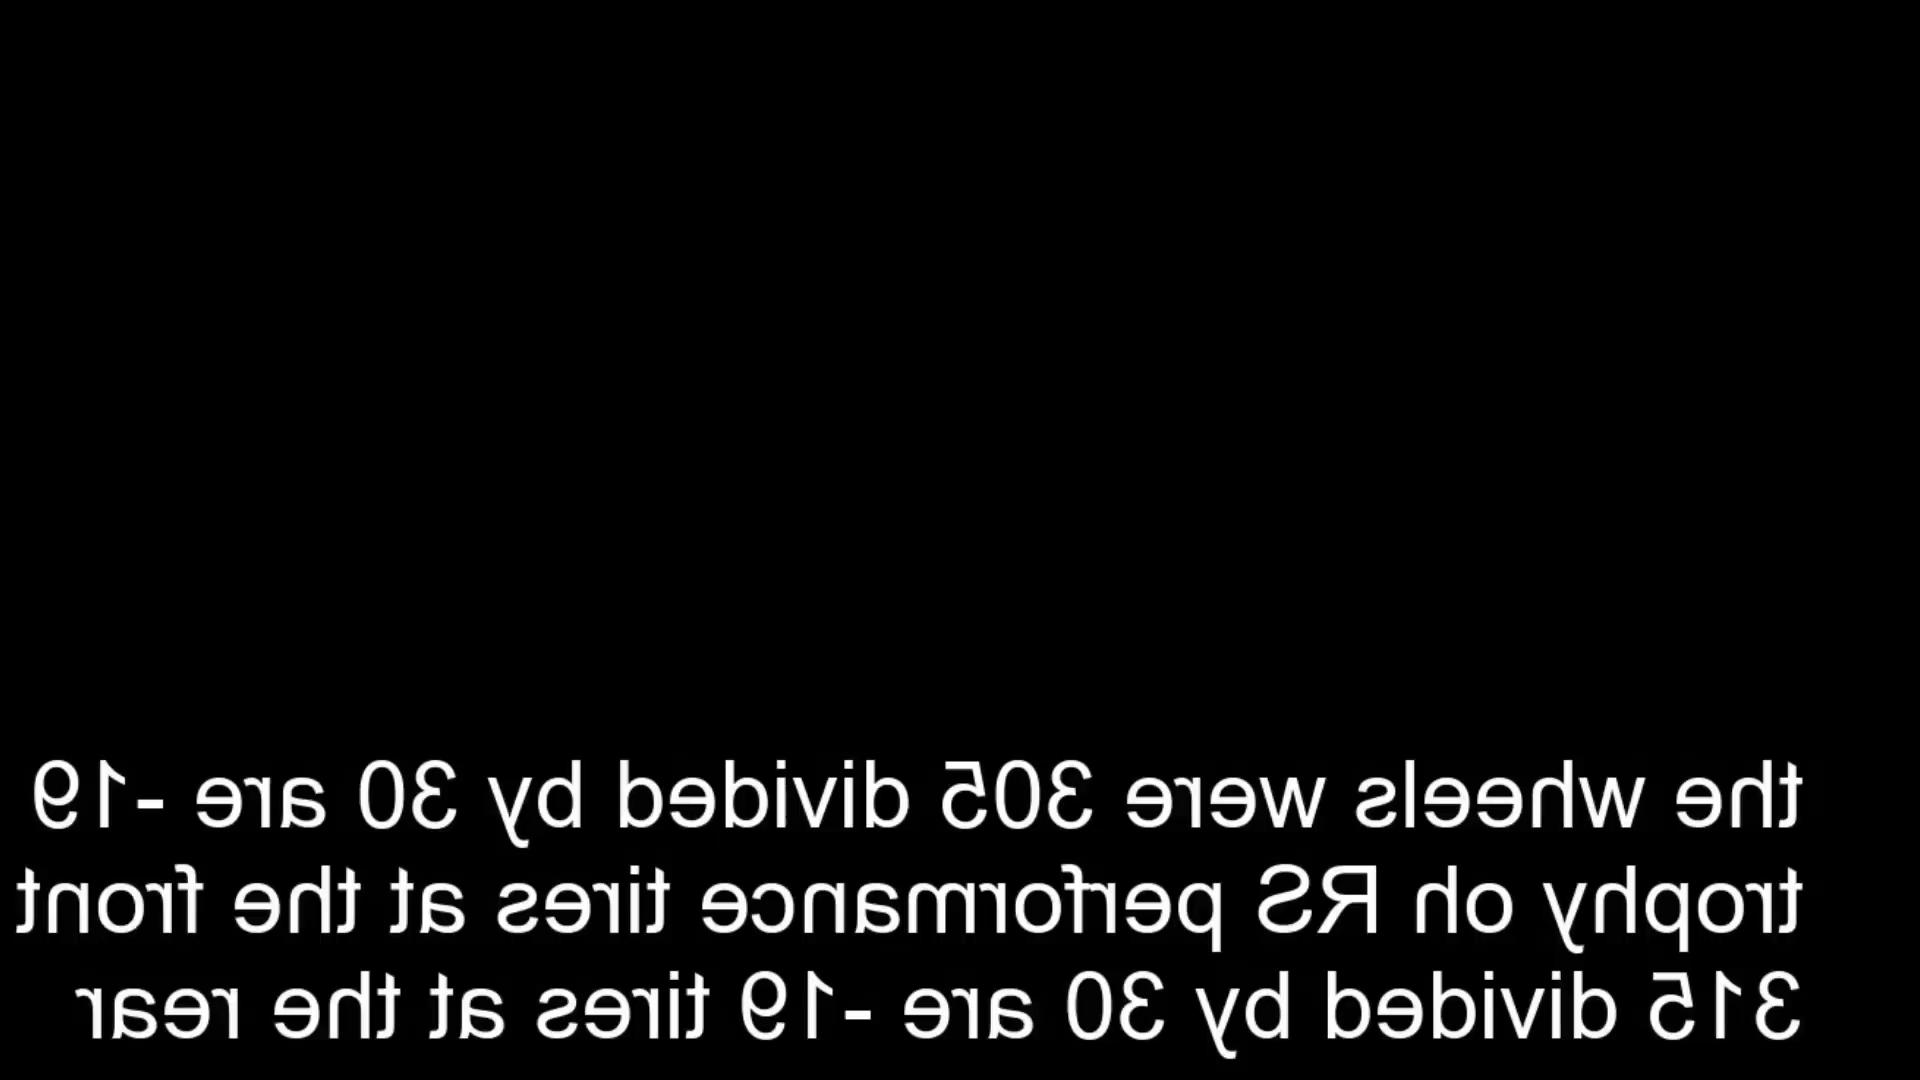 the wheels were 305 divided by 30 are -19
trophy oh RS performance tires at the front
315 divided by 30 are -19 tires at the rear